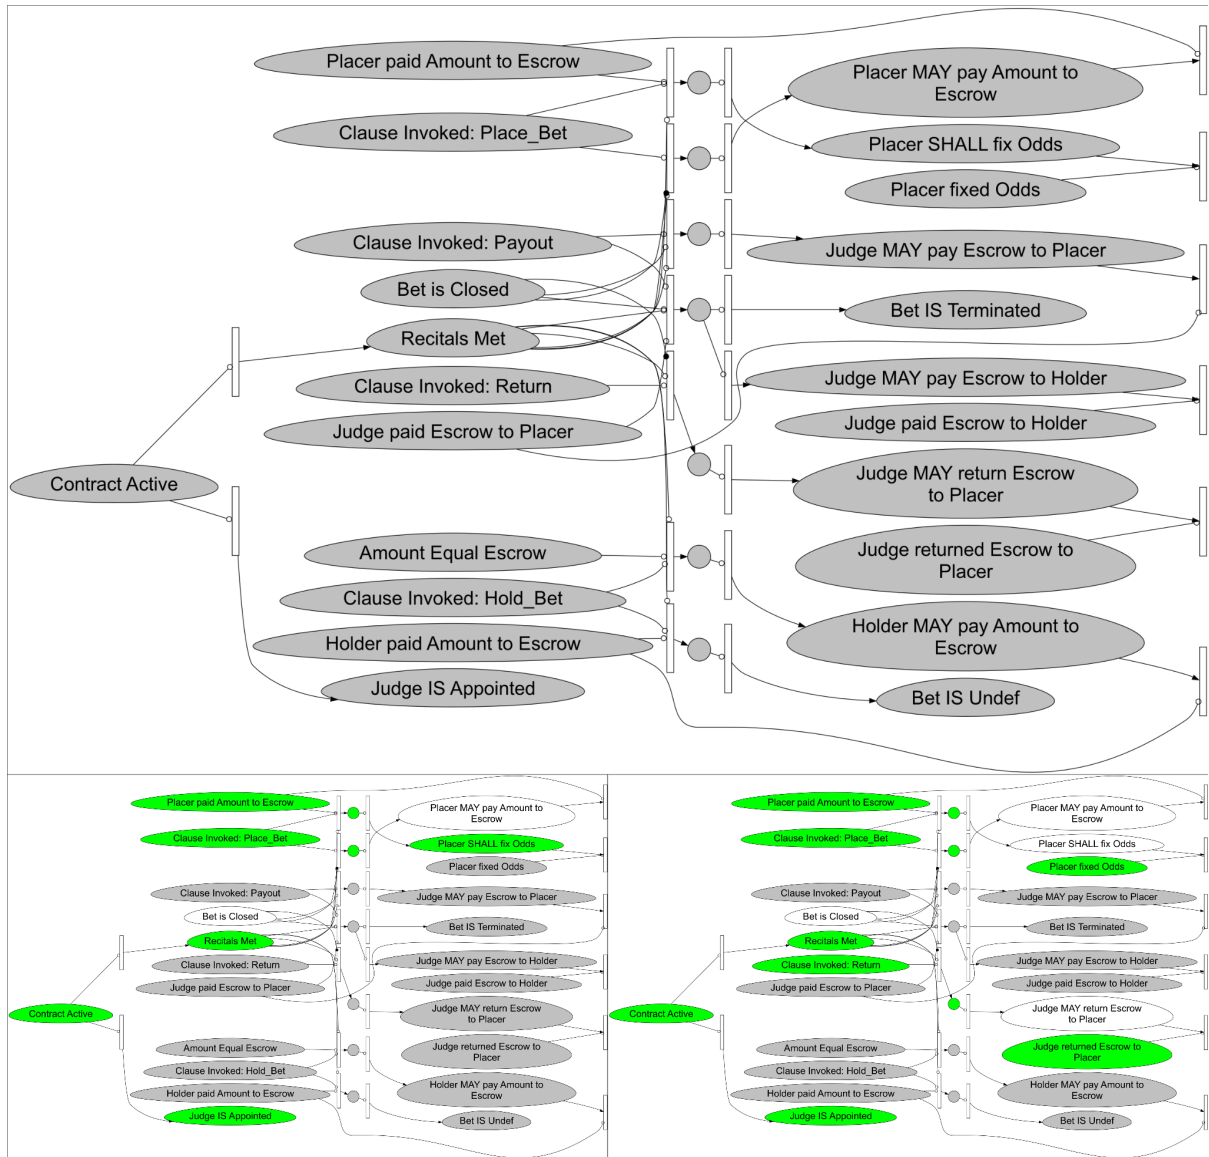 Placer paid Amount to Escrow
Placer MAY pay Amount to
Escrow
Clause Invoked: Place_Bet
Placer SHALL fix Odds
Placer fixed Odds
Clause Invoked: Payout
Judge MAY pay Escrow to Placer
Bet is Closed
Bet IS Terminated
Recitals Met
Clause Invoked: Return
Judge MAY pay Escrow to Holder
Judge paid Escrow to Placer
Judge paid Escrow to Holder
Contract Active
Judge MAY return Escrow
to Placer
Amount Equal Escrow
Judge returned Escrow to
Placer
Clause Invoked: Hold_Bet
Holder paid Amount to Escrow
Holder MAY pay Amount to
Escrow
Judge IS Appointed
Bet IS Undef
Placer paid Amount to Escrow
Placer MAY pay Amount to
Escrow
Clause Invoked: Place_Bet
Placer SHALL fix Odds
Placer fixed Odds
Clause Invoked: Payout
Judge MAY pay Escrow to Placer
Bet is Closed
Bet IS Terminated
Recitals Met
Clause Invoked: Return
Judge MAY pay Escrow to Holder
Judge paid Escrow to Placer
Judge paid Escrow to Holder
Contract Active
Judge MAY return Escrow
to Placer
Amount Equal Escrow
Judge returned Escrow to
Placer
Clause Invoked: Hold_Bet
Holder paid Amount to Escrow
Holder MAY pay Amount to
Escrow
Judge IS Appointed
Bet IS Undef
Placer paid Amount to Escrow
Placer MAY pay Amount to
Escrow
Clause Invoked: Place_Bet
Placer SHALL fix Odds
Placer fixed Odds
Clause Invoked: Payout
Judge MAY pay Escrow to Placer
Bet is Closed
Bet IS Terminated
Recitals Met
Clause Invoked: Return
Judge MAY pay Escrow to Holder
Judge paid Escrow to Placer
Judge paid Escrow to Holder
Contract Active
Judge MAY return Escrow
to Placer
Amount Equal Escrow
Judge returned Escrow to
Placer
Clause Invoked: Hold_Bet
Holder paid Amount to Escrow
Holder MAY pay Amount to
Escrow
Judge IS Appointed
Bet IS Undef